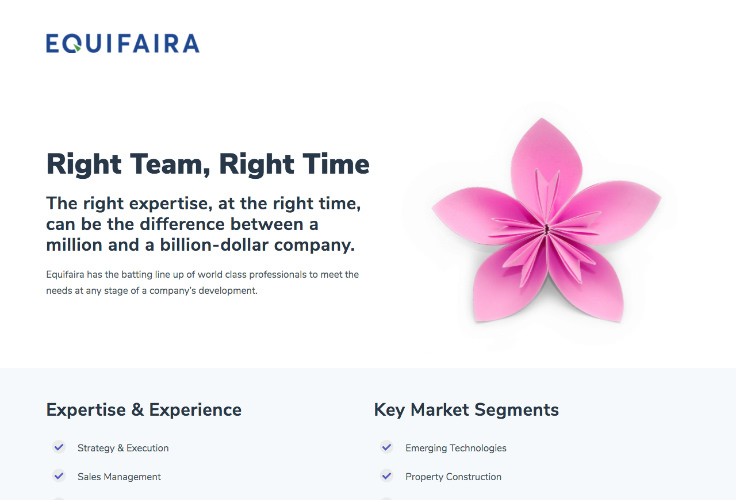 EQUIFAIRA
Right Team, Right Time
The right expertise, at the right time,
can be the difference between a
million and a billion-dollar company.
Equifaira has the batting line up of world class professionals to meet the
needs at any stage of a company's development.
Expertise & Experience
Strategy & Execution
Sales Management
Key Market Segments
Emerging Technologies
Property Construction